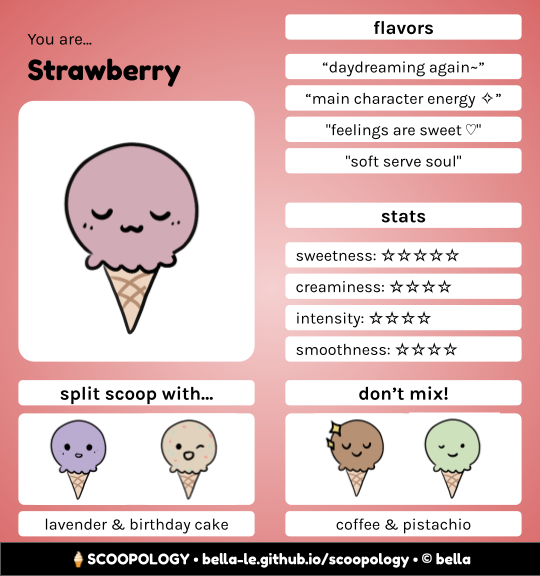 You are...
Strawberry
flavors
“daydreaming again~”
“main character energy ✧”
"feelings are sweet ♡"
"soft serve soul"
stats
sweetness: ☆☆☆☆☆
creaminess: ☆☆☆☆
intensity: ☆☆☆☆
smoothness: ☆☆☆☆
split scoop with...
lavender & birthday cake
don’t mix!
coffee & pistachio
🍦SCOOPOLOGY • bella-le.github.io/scoopology • © bella